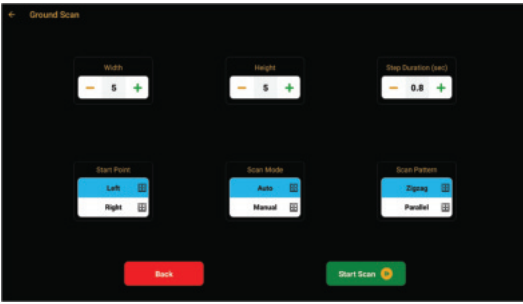 Ground Scan
Width Height Step Duration (sec)
− 5 + − 5 + − 0.8 +
Start Point Scan Mode Scan Pattern
Left Auto Zigzag
Right Manual Parallel
Back Start Scan